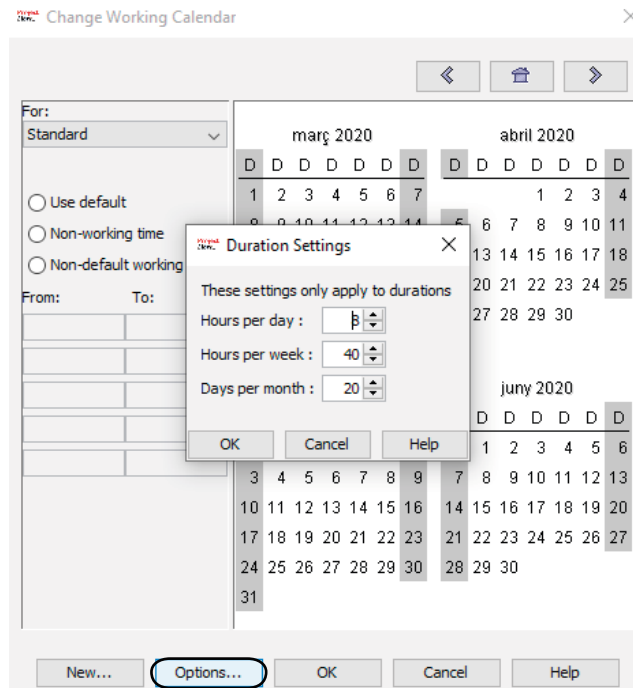 Change Working Calendar
For:
Standard
Use default
Non-working time
Non-default working
From: To:
març 2020 abril 2020
D D D D D D D D D D D D D D
1 2 3 4 5 6 7 1 2 3 4
8 9 10 11 12 13 14 5 6 7 8 9 10 11
13 14 15 16 17 18
20 21 22 23 24 25
27 28 29 30
Duration Settings
These settings only apply to durations
Hours per day : 8
Hours per week : 40
Days per month : 20
OK Cancel Help
juny 2020
D D D D D D
1 2 3 4 5 6
3 4 5 6 7 8 9 7 8 9 10 11 12 13
10 11 12 13 14 15 16 14 15 16 17 18 19 20
17 18 19 20 21 22 23 21 22 23 24 25 26 27
24 25 26 27 28 29 30 28 29 30
31
New... Options... OK Cancel Help